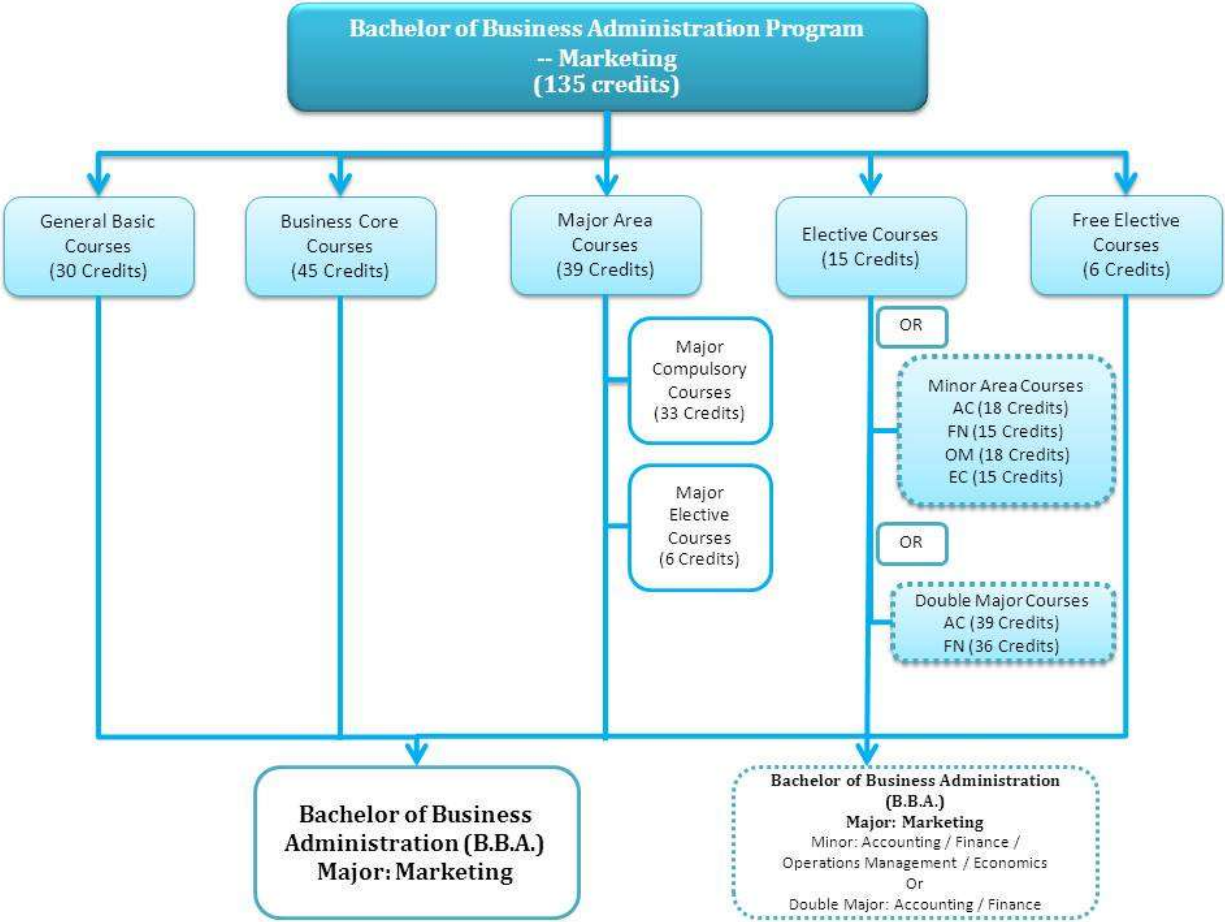 Bachelor of Business Administration Program
-- Marketing
(135 credits)
General Basic
Courses
(30 Credits)
Business Core
Courses
(45 Credits)
Major Area
Courses
(39 Credits)
Elective Courses
(15 Credits)
Free Elective
Courses
(6 Credits)
Major
Compulsory
Courses
(33 Credits)
Major
Elective
Courses
(6 Credits)
OR
Minor Area Courses
AC (18 Credits)
FN (15 Credits)
OM (18 Credits)
EC (15 Credits)
OR
Double Major Courses
AC (39 Credits)
FN (36 Credits)
Bachelor of Business
Administration (B.B.A.)
Major: Marketing
Bachelor of Business Administration
(B.B.A.)
Major: Marketing
Minor: Accounting / Finance /
Operations Management / Economics
Or
Double Major: Accounting / Finance